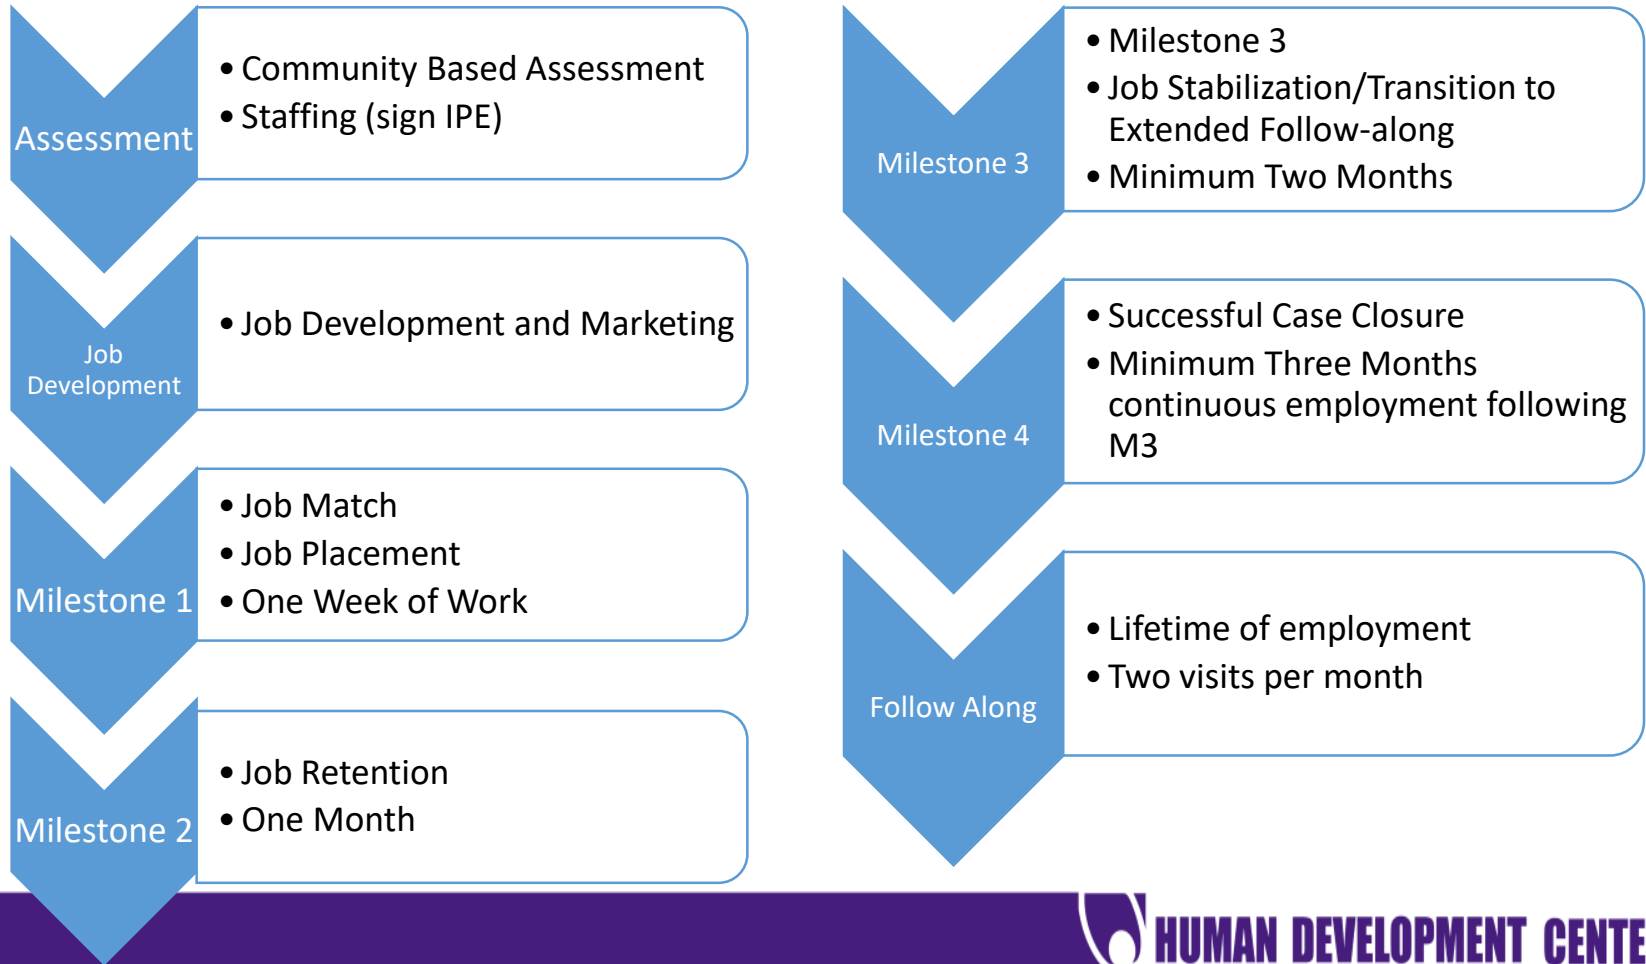 Assessment
• Community Based Assessment
• Staffing (sign IPE)
Job
Development
• Job Development and Marketing
Milestone 1
• Job Match
• Job Placement
• One Week of Work
Milestone 2
• Job Retention
• One Month
Milestone 3
• Milestone 3
• Job Stabilization/Transition to
Extended Follow-along
• Minimum Two Months
Milestone 4
• Successful Case Closure
• Minimum Three Months
continuous employment following
M3
Follow Along
• Lifetime of employment
• Two visits per month
HUMAN DEVELOPMENT CENTE